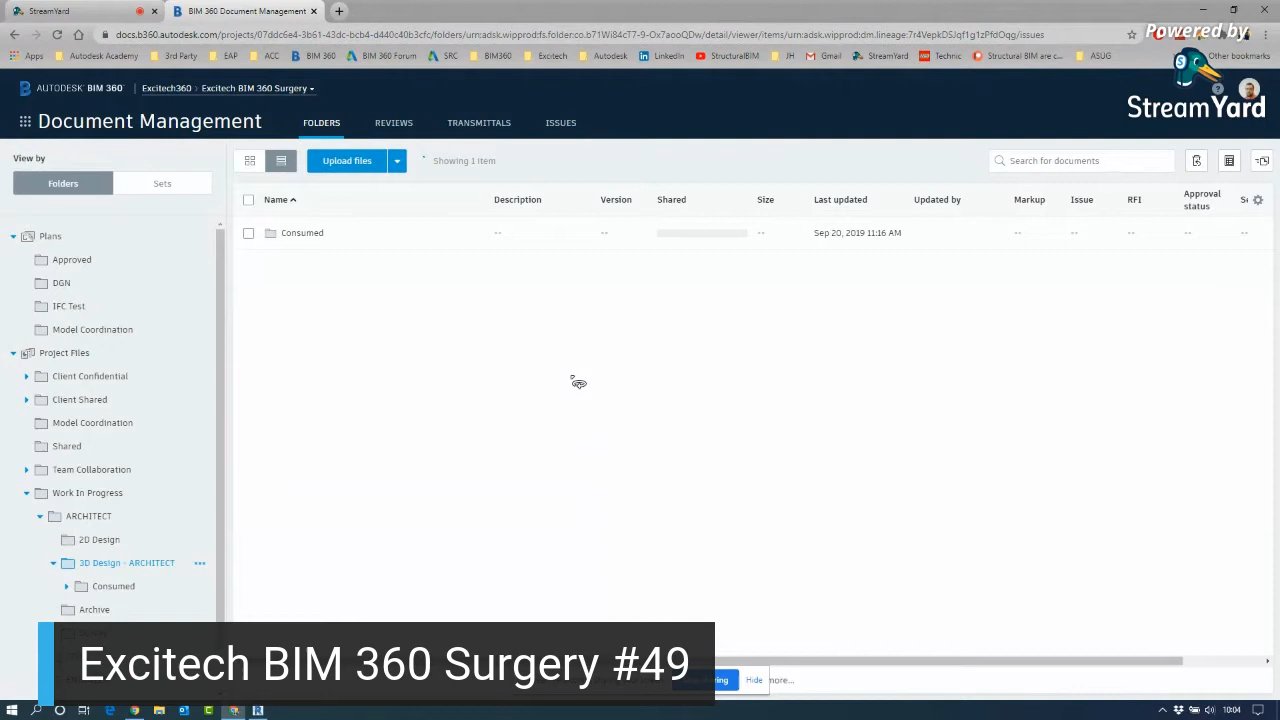 StreamYard
BIM 360 Document Management
docs.b360.autodesk.com/projects/07ddc6e4-3b61-43dc-bcb4-d440c40b3cfc/folders/urn:adsk.wipprod:fs.folder:co.b71Wi84cT7-9-Ox7aooQDw/detail/viewer/items/urn:adsk.wipprod:dm.lineage:7r4VepkDSJqf1g1zPfdOqg/issues
Powered by
Apps
Autodesk Academy
3rd Party
EAP
ACC
BIM360
BIM 360 Forum
SRC
Excitech
Autodesk
LinkedIn
StructuralBIM
JH
Gmail
StreamYard
Technic
Structural BIM are c...
ASUG
Other bookmarks
AUTODESK® BIM 360™
Excitech360 > Excitech BIM 360 Surgery
StreamYard
Document Management
FOLDERS
REVIEWS
TRANSMITTALS
ISSUES
View by
Upload files
Showing 1 item
Search for documents
Folders
Sets
Name
Description
Version
Shared
Size
Last updated
Updated by
Markup
Issue
RFI
Approval status
Consumed
--
--
--
Sep 20, 2019 11:16 AM
--
--
--
--
--
Plans
Approved
DGN
IFC Test
Model Coordination
Project Files
Client Confidential
Client Shared
Model Coordination
Shared
Team Collaboration
Work In Progress
ARCHITECT
2D Design
3D Design - ARCHITECT
Consumed
Archive
Excitech BIM 360 Surgery #49
Hide
more...
10:04